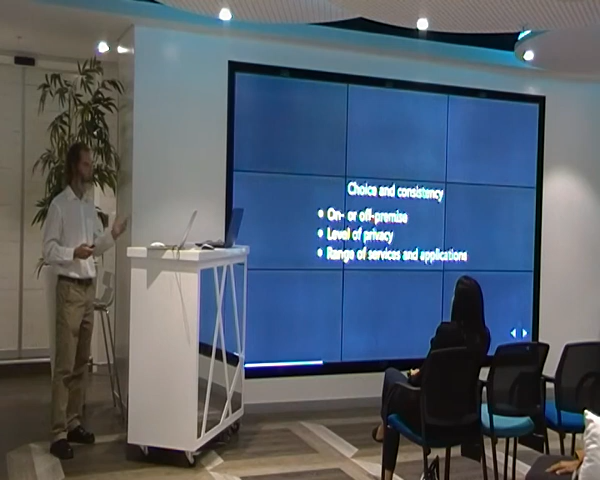 Choice and consistency
• On- or off-premise
• Level of privacy
• Range of services and applications